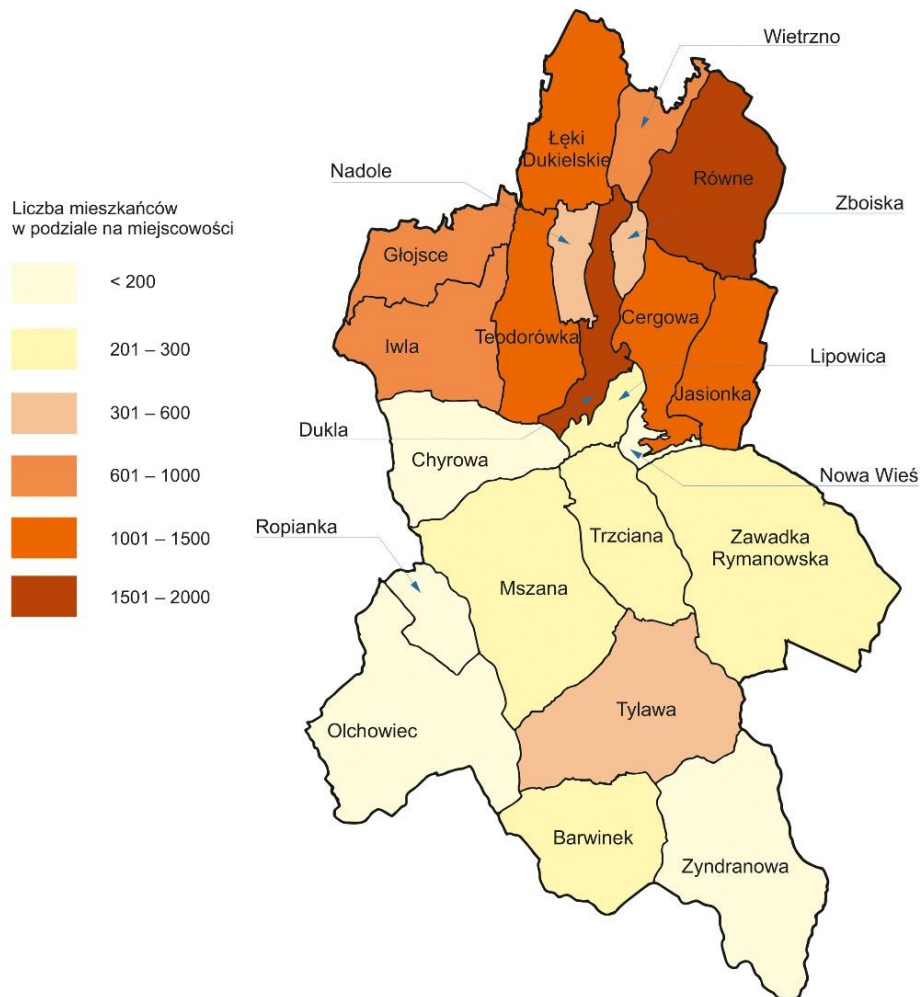 Wietrzno
Łęki
Dukielskie
Nadole
Równe
Zboiska
Liczba mieszkańców
w podziale na miejscowości
< 200
201 – 300
301 – 600
601 – 1000
1001 – 1500
1501 – 2000
Głojsce
Iwla
Teodorówka
Cergowa
Lipowica
Jasionka
Dukla
Chyrowa
Nowa Wieś
Ropianka
Trzciana
Zawadka
Rymanowska
Mszana
Tylawa
Olchowiec
Barwinek
Zyndranowa